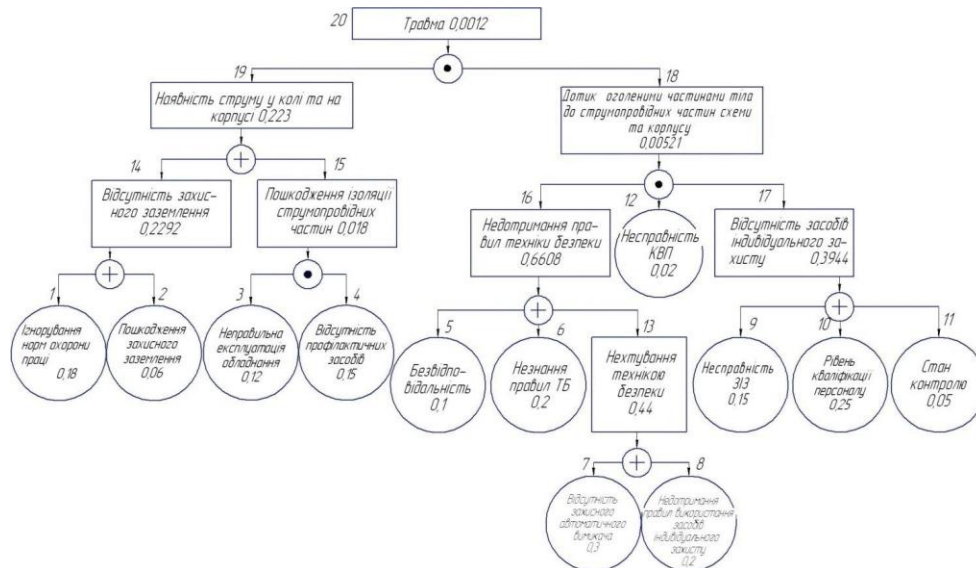 20
Травма 0,0012
19
Наявність струму у колі та на
корпусі 0,223
18
Дотик оголеними частинами тіла
до струмопровідних частин схеми
та корпусу
0,00521
14
Відсутність захис-
ного заземлення
0,2292
15
Пошкодження ізоляції
струмопровідних
частин 0,018
16
Недотримання пра-
вил техніки безпеки
0,6608
12
Несправність
КВП
0,02
17
Відсутність засобів
індивідуального за-
хисту 0,3944
1
Ігнорування
норм охорони
праці
0,18
2
Пошкодження
захисного
заземлення
0,06
3
Неправильна
експлуатація
обладнання
0,12
4
Відсутність
профілактичних
засобів
0,15
5
Безвідпо-
відальність
0,1
6
Незнання
правил ТБ
0,2
13
Нехтування
технікою
безпеки
0,44
9
Несправність
ЗІЗ
0,15
10
Рівень
кваліфікації
персоналу
0,25
11
Стан
контролю
0,05
7
Відсутність
захисного
автоматичного
вимикача
0,3
8
Недотримання
правил використання
засобів
індивідуального
захисту
0,2